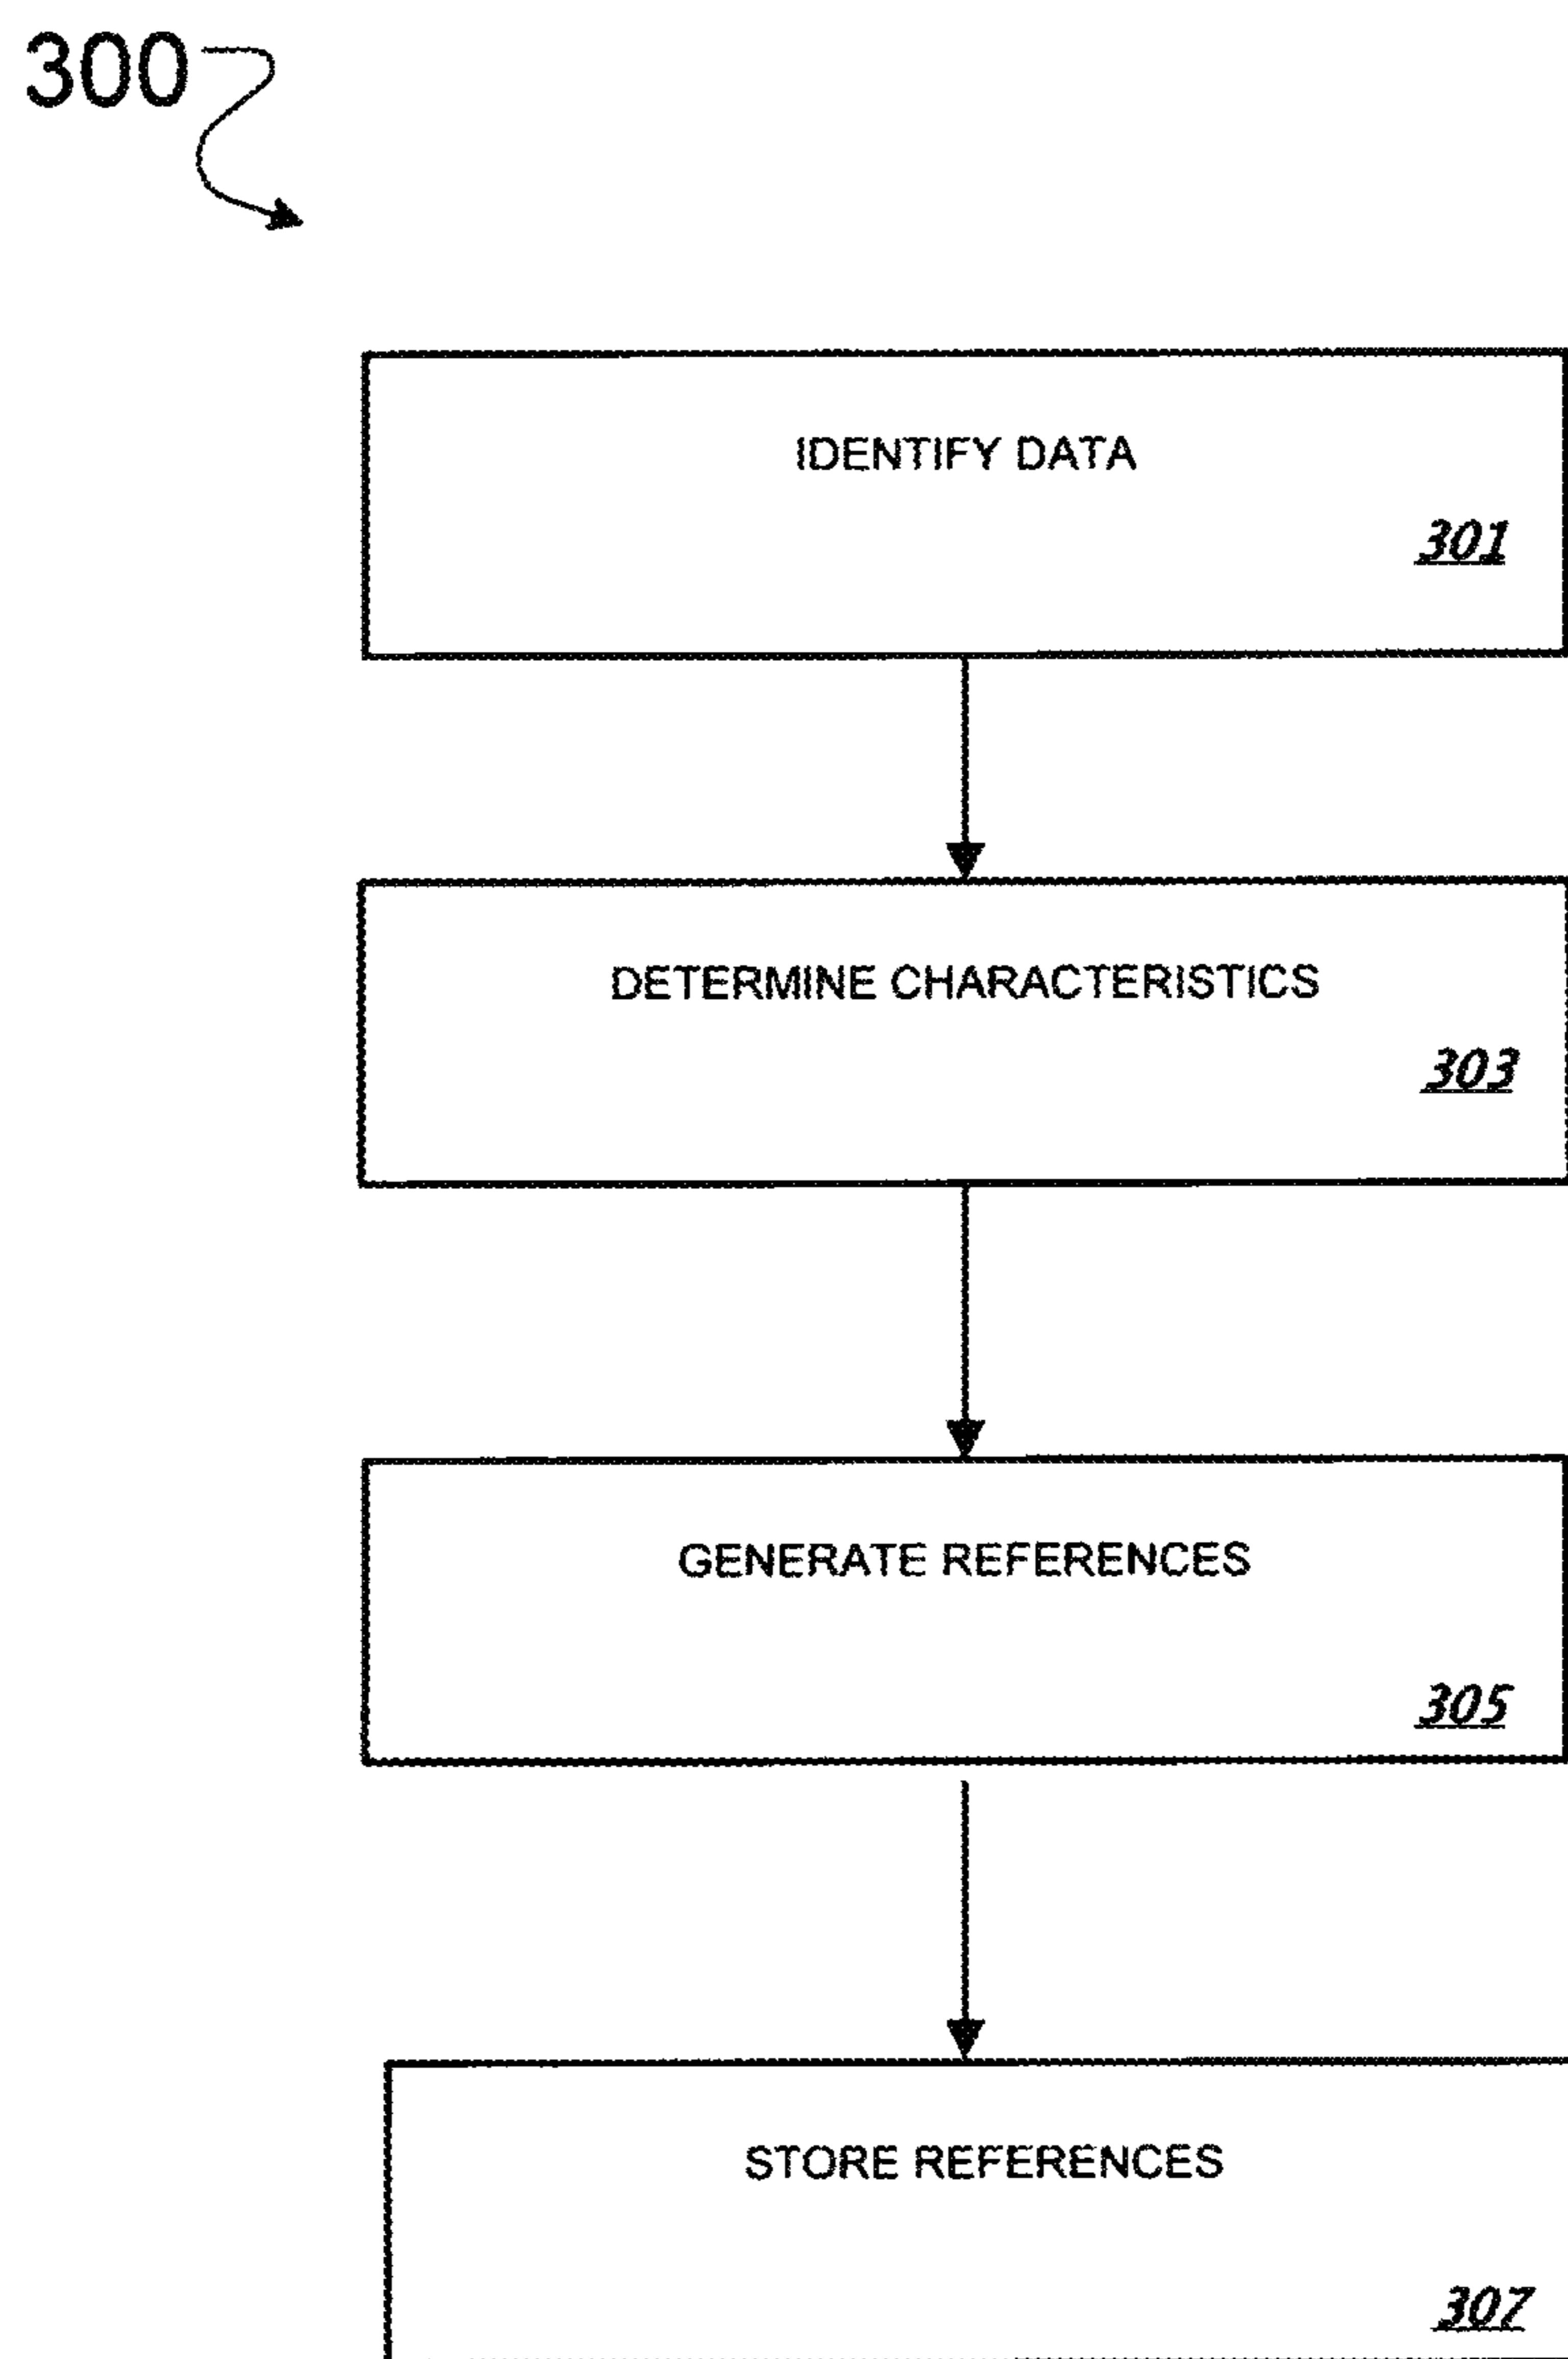 300
IDENTIFY DATA
301
DETERMINE CHARACTERISTICS
303
GENERATE REFERENCES
305
STORE REFERENCES
307